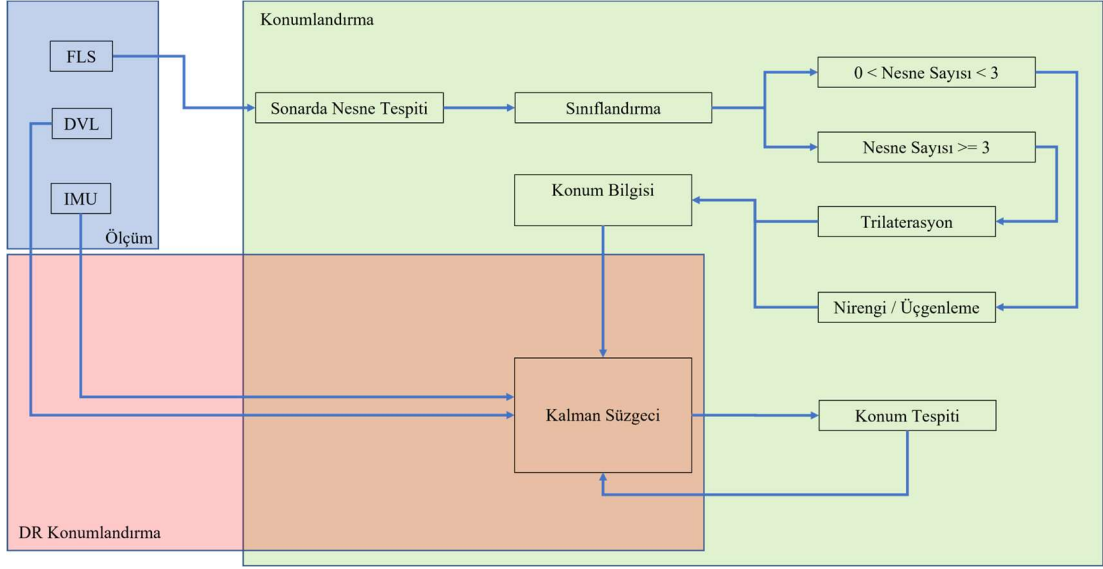 Konumlandırma
FLS
0 < Nesne Sayısı < 3
Sonarda Nesne Tespiti
Sınıflandırma
DVL
Nesne Sayısı >= 3
IMU
Konum Bilgisi
Trilaterasyon
Ölçüm
Nirengi / Üçgenleme
Kalman Süzgeci
Konum Tespiti
DR Konumlandırma